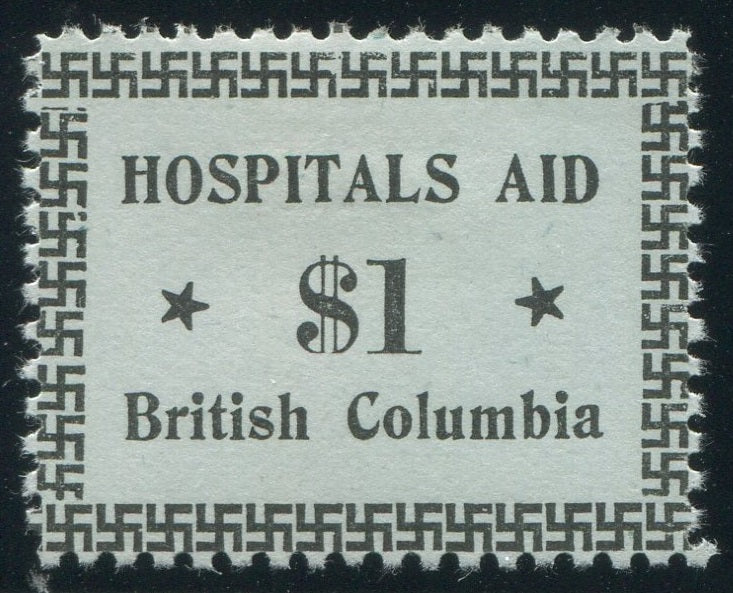 HOSPITALS AID
$1
British Columbia